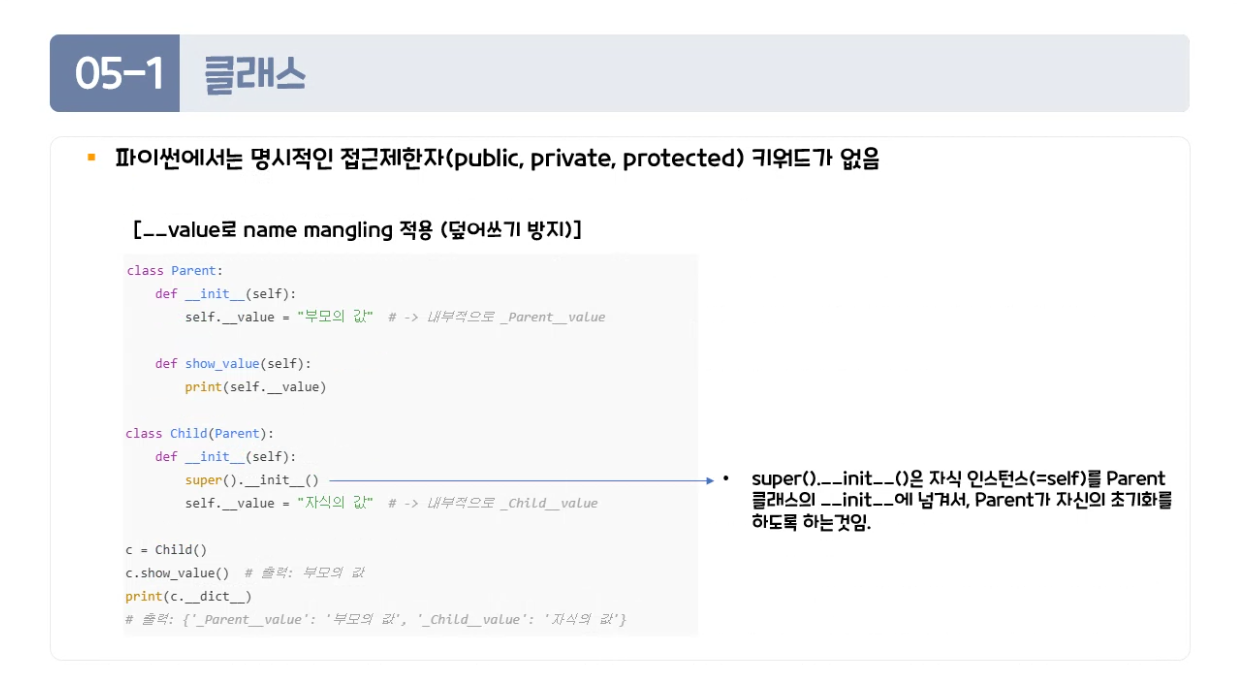 05-1 클래스
▪ 파이썬에서는 명시적인 접근제한자(public, private, protected) 키워드가 없음
[__value로 name mangling 적용 (덮어쓰기 방지)]
class Parent:
    def __init__(self):
        self.__value = "부모의 값"  # -> 내부적으로 _Parent__value
    def show_value(self):
        print(self.__value)
class Child(Parent):
    def __init__(self):
        super().__init__()
        self.__value = "자식의 값"  # -> 내부적으로 _Child__value
c = Child()
c.show_value()  # 출력: 부모의 값
print(c.__dict__)
# 출력: {'_Parent__value': '부모의 값', '_Child__value': '자식의 값'}
• super().__init__()은 자식 인스턴스(=self)를 Parent
클래스의 __init__에 넘겨서, Parent가 자신의 초기화를
하도록 하는것임.